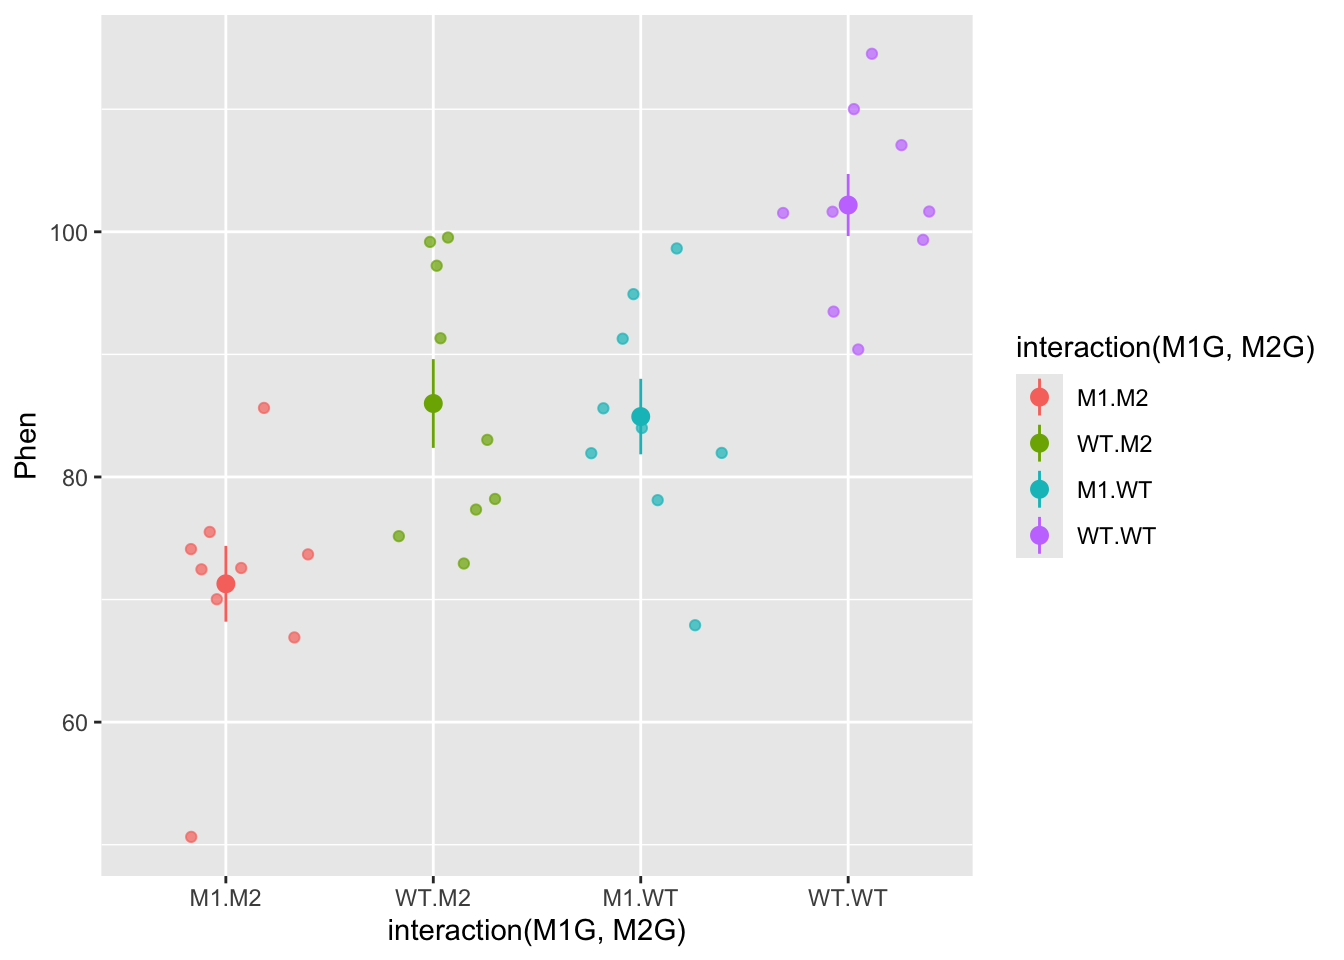 Phen
100
80
60
M1.M2 WT.M2 M1.WT WT.WT
interaction(M1G, M2G)
interaction(M1G, M2G)
M1.M2
WT.M2
M1.WT
WT.WT